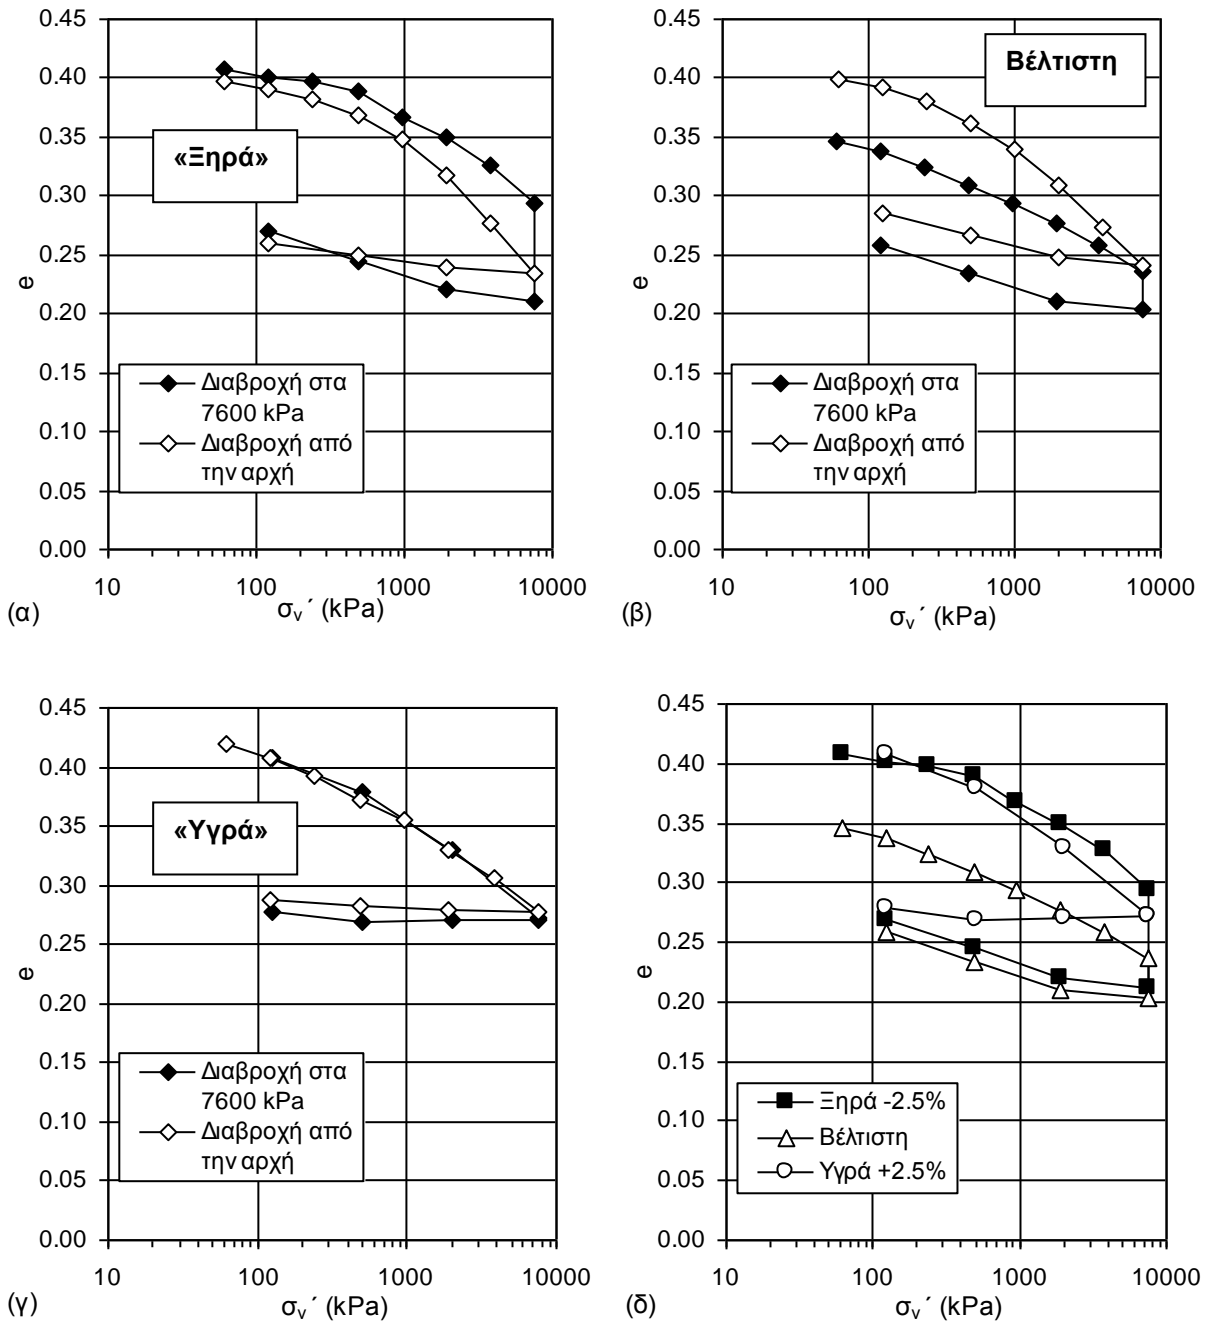 0.45
0.40
0.35
0.30
0.25
0.20
0.15
0.10
0.05
0.00
e
«Ξηρά»
Διαβροχή στα
7600 kPa
Διαβροχή από
την αρχή
10
100
1000
10000
(α)
σv´ (kPa)
0.45
0.40
0.35
0.30
0.25
0.20
0.15
0.10
0.05
0.00
e
Βέλτιστη
Διαβροχή στα
7600 kPa
Διαβροχή από
την αρχή
10
100
1000
10000
(β)
σv´ (kPa)
0.45
0.40
0.35
0.30
0.25
0.20
0.15
0.10
0.05
0.00
e
«Υγρά»
Διαβροχή στα
7600 kPa
Διαβροχή από
την αρχή
10
100
1000
10000
(γ)
σv´ (kPa)
0.45
0.40
0.35
0.30
0.25
0.20
0.15
0.10
0.05
0.00
e
Ξηρά -2.5%
Βέλτιστη
Υγρά +2.5%
10
100
1000
10000
(δ)
σv´ (kPa)